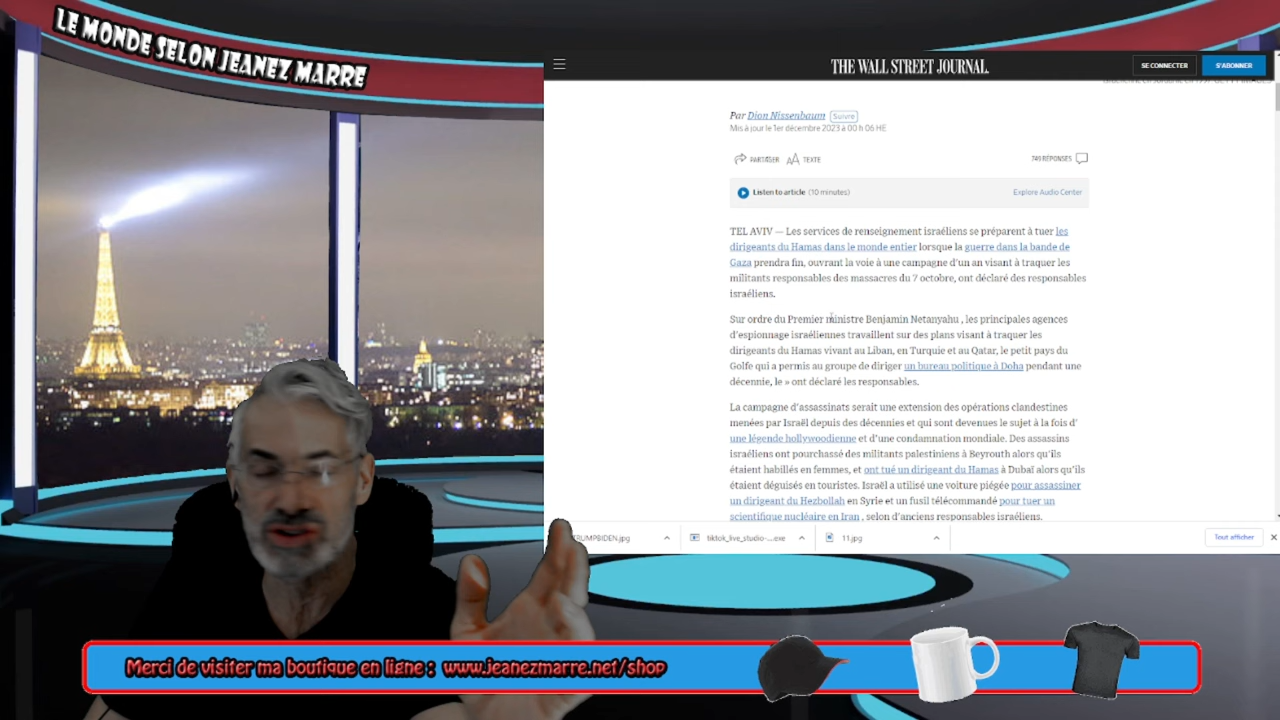 LE MONDE SELON JEANEZ MARRE
THE WALL STREET JOURNAL.
SE CONNECTER
S'ABONNER
Par Dion Nissenbaum Suivre
Mis à jour le 1er décembre 2023 à 00 h 06 HE
PARTAGER
TEXTE
749 RÉPONSES
Listen to article (10 minutes)
Explore Audio Center
TEL AVIV — Les services de renseignement israéliens se préparent à tuer les
dirigeants du Hamas dans le monde entier lorsque la guerre dans la bande de
Gaza prendra fin, ouvrant la voie à une campagne d'un an visant à traquer les
militants responsables des massacres du 7 octobre, ont déclaré des responsables
israéliens.
Sur ordre du Premier ministre Benjamin Netanyahu , les principales agences
d'espionnage israéliennes travaillent sur des plans visant à traquer les
dirigeants du Hamas vivant au Liban, en Turquie et au Qatar, le petit pays du
Golfe qui a permis au groupe de diriger un bureau politique à Doha pendant une
décennie, le » ont déclaré les responsables.
La campagne d'assassinats serait une extension des opérations clandestines
menées par Israël depuis des décennies et qui sont devenues le sujet à la fois d'
une légende hollywoodienne et d'une condamnation mondiale. Des assassins
israéliens ont pourchassé des militants palestiniens à Beyrouth alors qu'ils
étaient habillés en femmes, et ont tué un dirigeant du Hamas à Dubaï alors qu'ils
étaient déguisés en touristes. Israël a utilisé une voiture piégée pour assassiner
un dirigeant du Hezbollah en Syrie et un fusil télécommandé pour tuer un
scientifique nucléaire en Iran , selon d'anciens responsables israéliens.
TRUMPBIDEN.jpg
tiktok_live_studio-....exe
11.jpg
Tout afficher
Merci de visiter ma boutique en ligne : www.jeanezmarre.net/shop